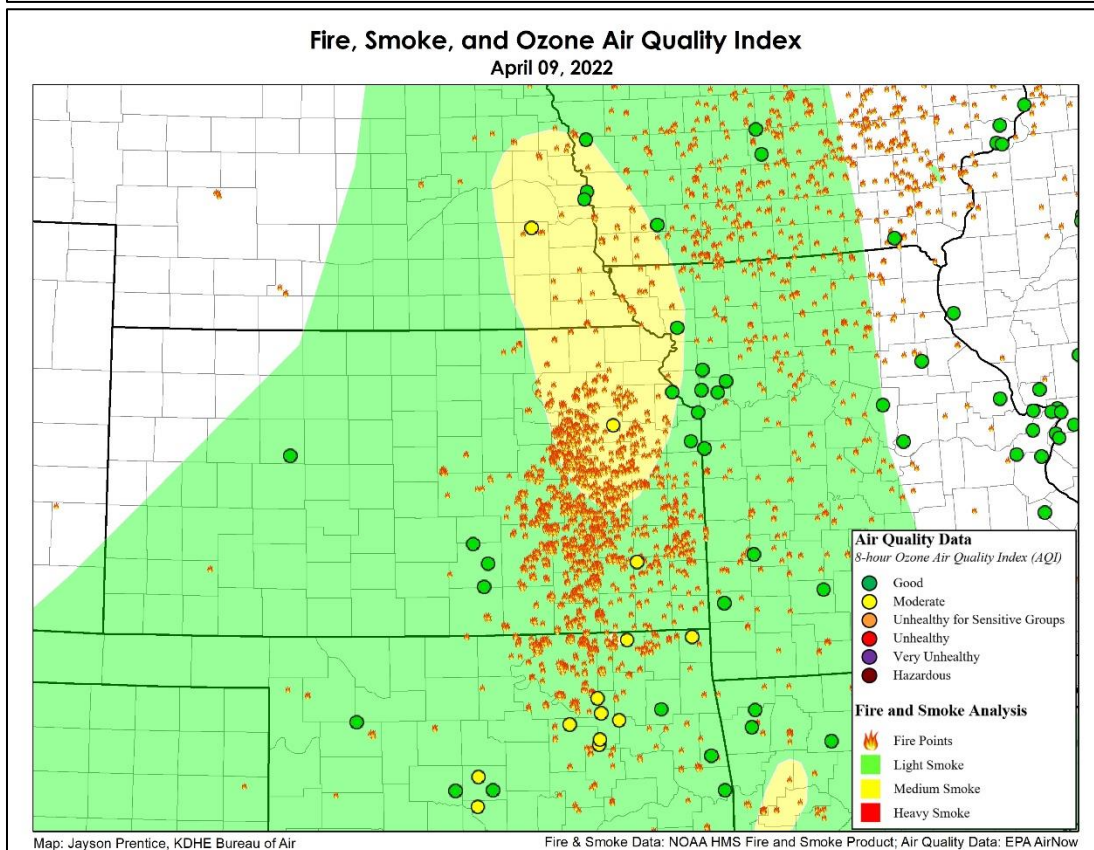 Fire, Smoke, and Ozone Air Quality Index
April 09, 2022
Air Quality Data
8-hour Ozone Air Quality Index (AQI)
Good
Moderate
Unhealthy for Sensitive Groups
Unhealthy
Very Unhealthy
Hazardous
Fire and Smoke Analysis
Fire Points
Light Smoke
Medium Smoke
Heavy Smoke
Map: Jayson Prentice, KDHE Bureau of Air
Fire & Smoke Data: NOAA HMS Fire and Smoke Product; Air Quality Data: EPA AirNow